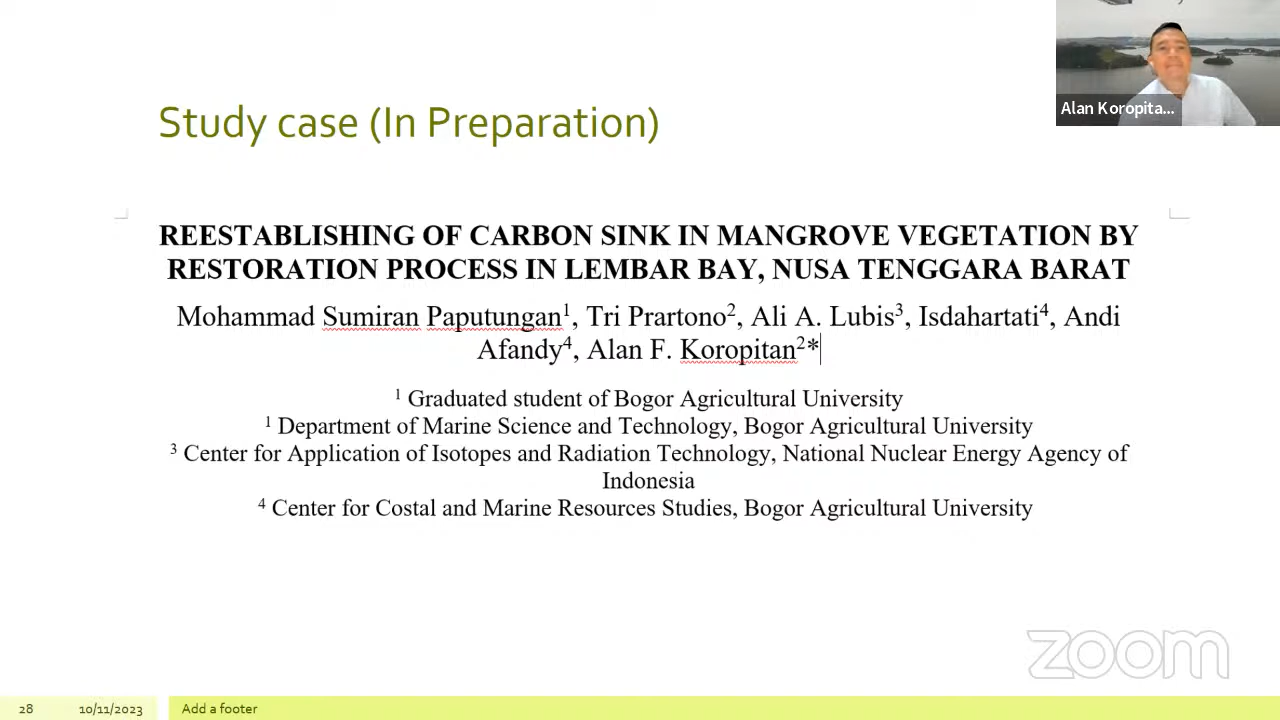 Alan Koropita...
Study case (In Preparation)
REESTABLISHING OF CARBON SINK IN MANGROVE VEGETATION BY
RESTORATION PROCESS IN LEMBAR BAY, NUSA TENGGARA BARAT
Mohammad Sumiran Paputungan¹, Tri Prartono², Ali A. Lubis³, Isdahartati⁴, Andi
Afandy⁴, Alan F. Koropitan²*
¹ Graduated student of Bogor Agricultural University
¹ Department of Marine Science and Technology, Bogor Agricultural University
³ Center for Application of Isotopes and Radiation Technology, National Nuclear Energy Agency of
Indonesia
⁴ Center for Costal and Marine Resources Studies, Bogor Agricultural University
zoom
28 10/11/2023 Add a footer